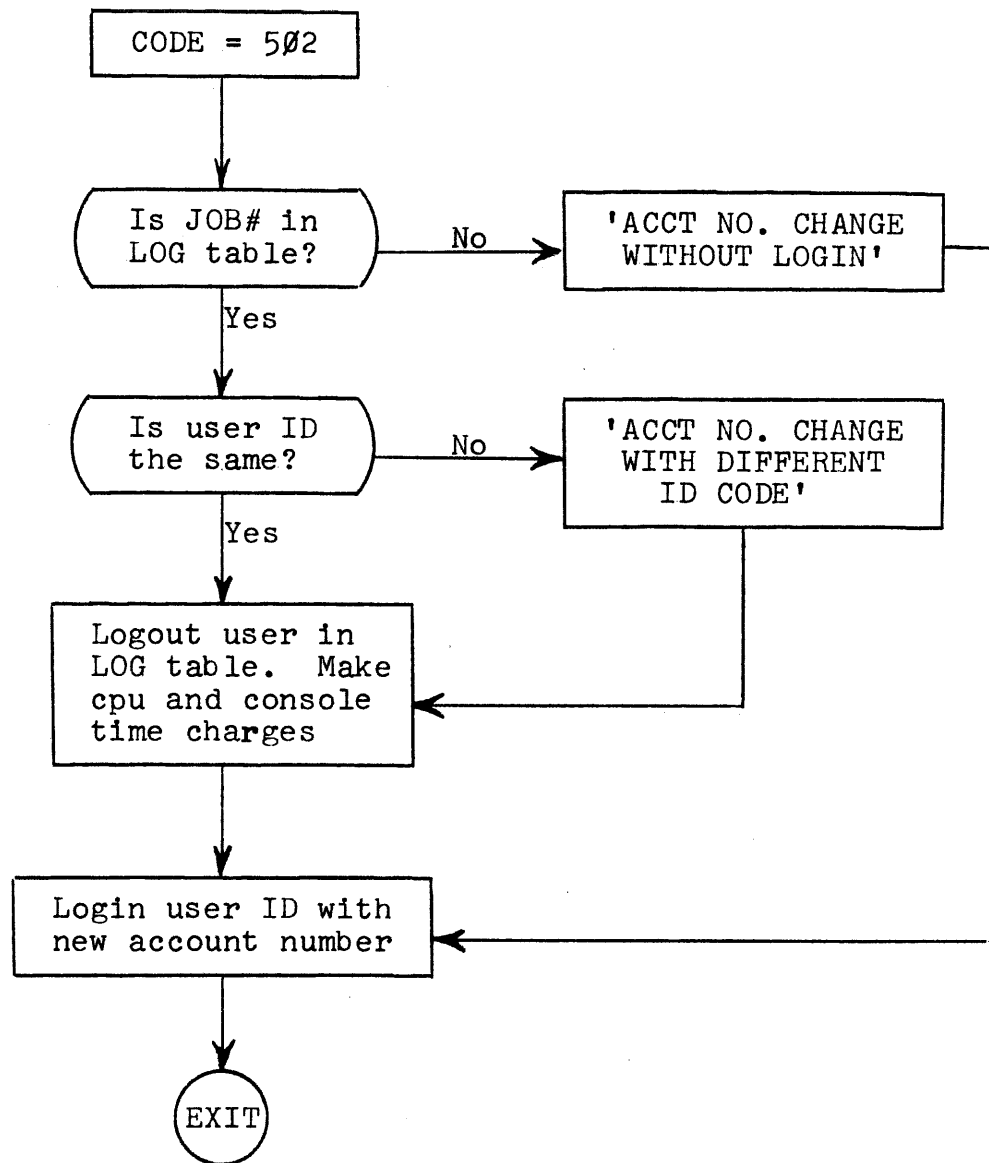 CODE = 5Ø2
Is JOB# in
LOG table?
No
'ACCT NO. CHANGE
WITHOUT LOGIN'
Yes
Is user ID
the same?
No
'ACCT NO. CHANGE
WITH DIFFERENT
ID CODE'
Yes
Logout user in
LOG table. Make
cpu and console
time charges
Login user ID with
new account number
EXIT